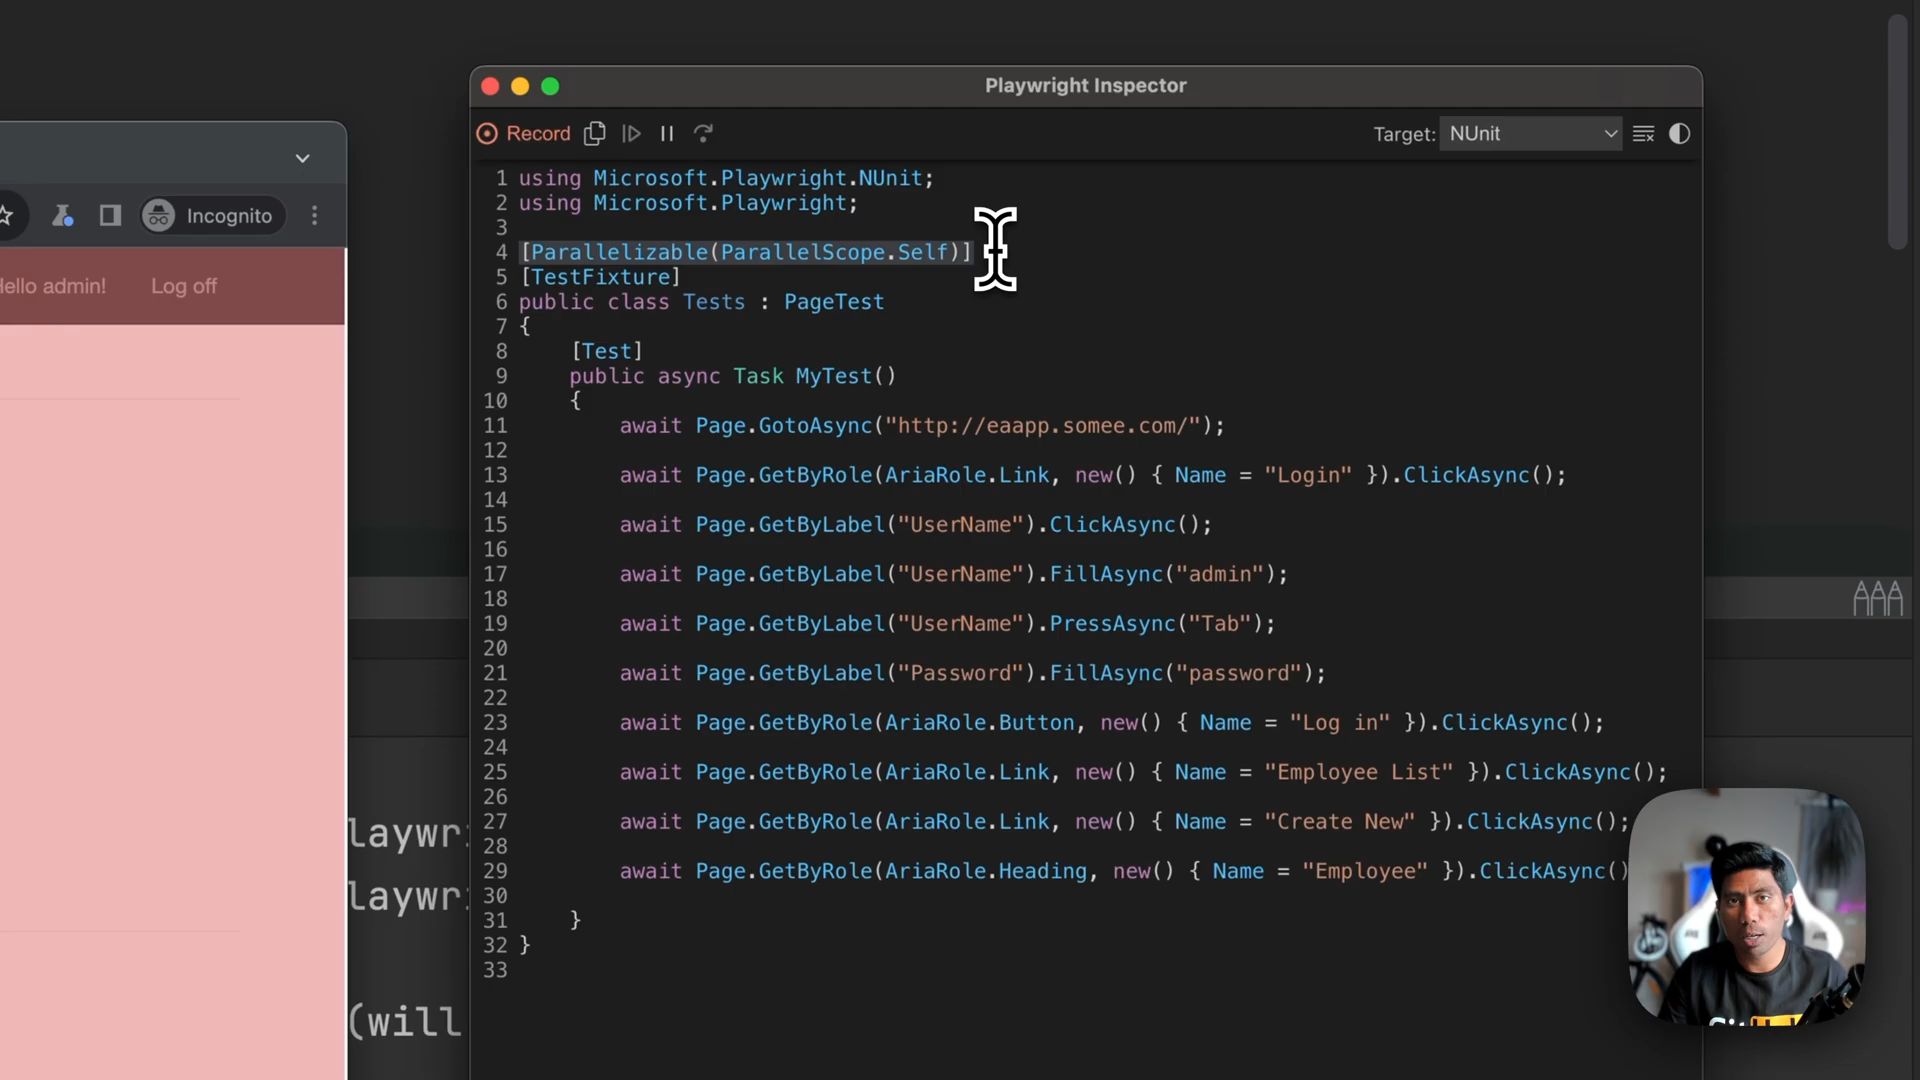 Playwright Inspector
Record
Target: NUnit
Incognito
Hello admin! Log off
1 using Microsoft.Playwright.NUnit;
2 using Microsoft.Playwright;
3
4 [Parallelizable(ParallelScope.Self)]
5 [TestFixture]
6 public class Tests : PageTest
7 {
8 [Test]
9 public async Task MyTest()
10 {
11 await Page.GotoAsync("http://eaapp.somee.com/");
12
13 await Page.GetByRole(AriaRole.Link, new() { Name = "Login" }).ClickAsync();
14
15 await Page.GetByLabel("UserName").ClickAsync();
16
17 await Page.GetByLabel("UserName").FillAsync("admin");
18
19 await Page.GetByLabel("UserName").PressAsync("Tab");
20
21 await Page.GetByLabel("Password").FillAsync("password");
22
23 await Page.GetByRole(AriaRole.Button, new() { Name = "Log in" }).ClickAsync();
24
25 await Page.GetByRole(AriaRole.Link, new() { Name = "Employee List" }).ClickAsync();
26
27 await Page.GetByRole(AriaRole.Link, new() { Name = "Create New" }).ClickAsync();
28
29 await Page.GetByRole(AriaRole.Heading, new() { Name = "Employee" }).ClickAsync()
30
31 }
32 }
33
laywr
laywr
(will